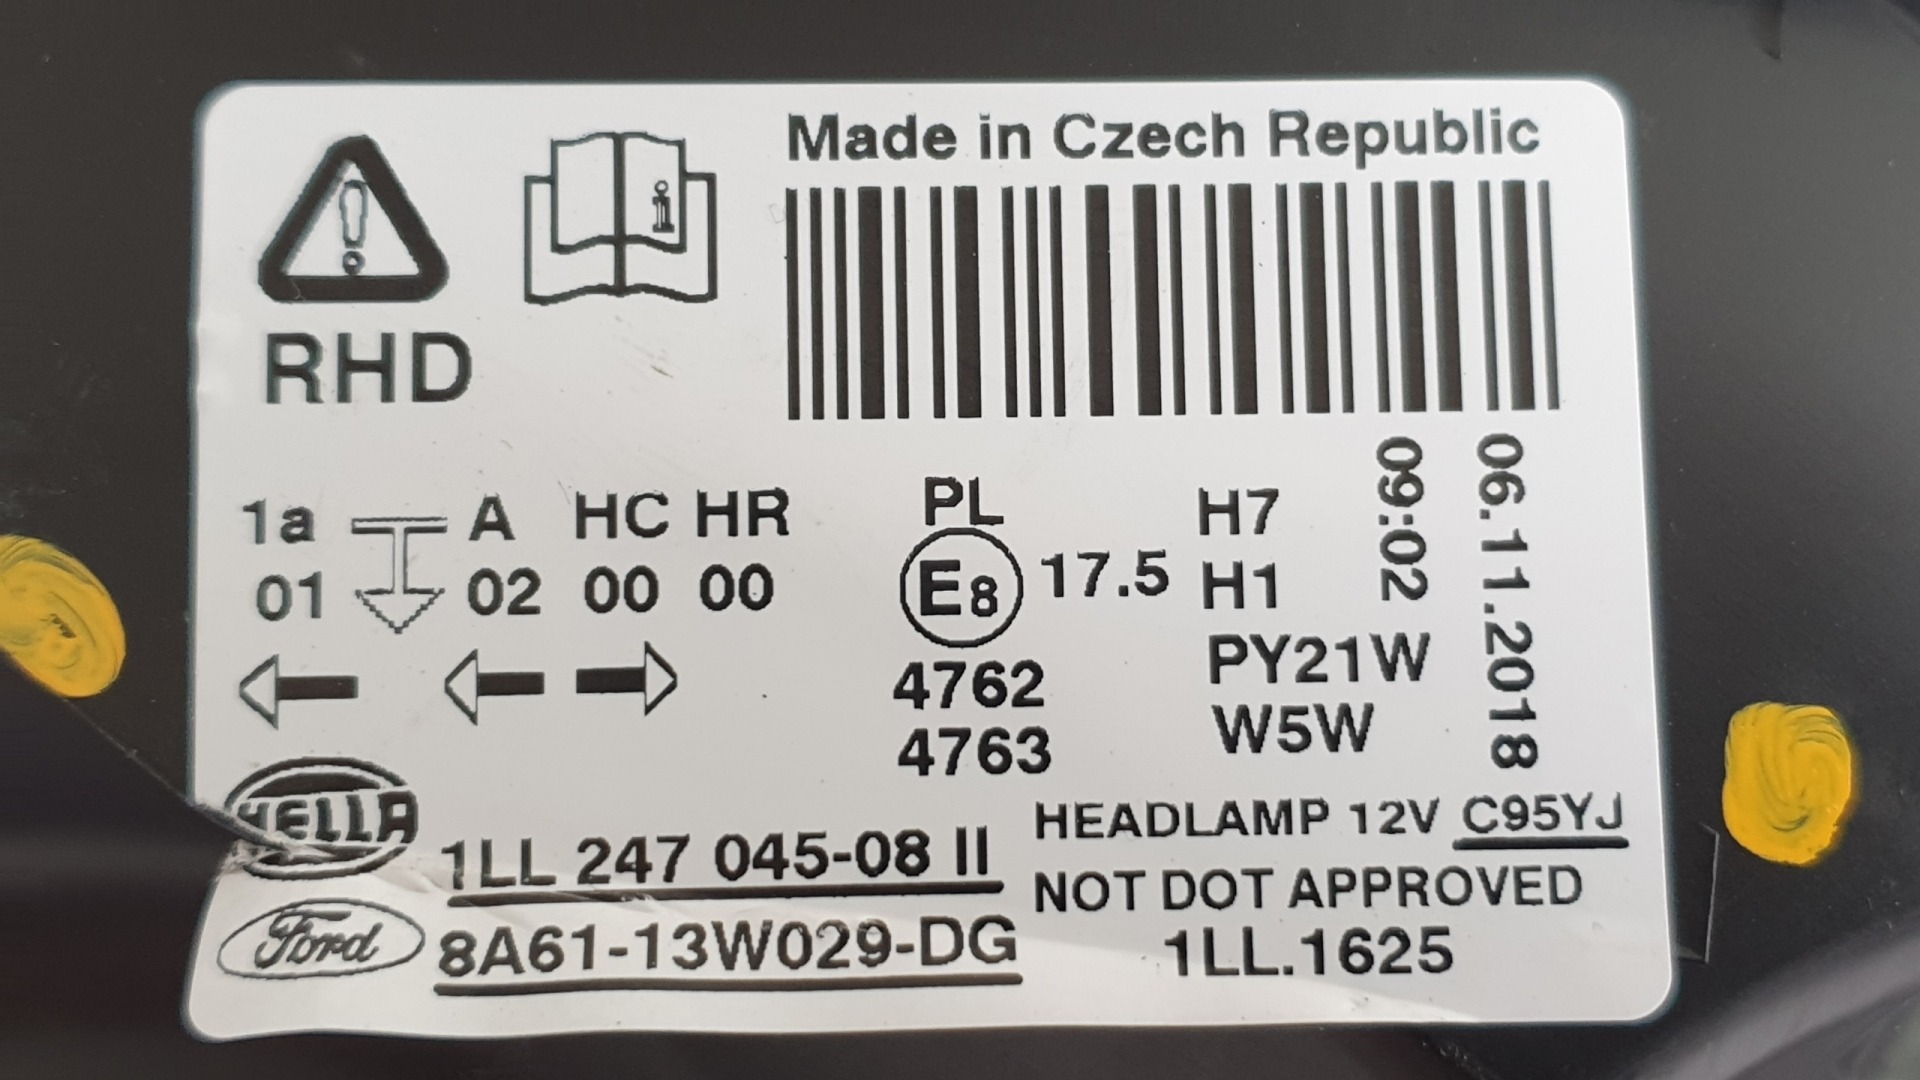 Made in Czech Republic
RHD
1a A HC HR
01 02 00 00
PL
E8 17.5
4762
4763
H7
H1
PY21W
W5W
09:02
06.11.2018
HELLA
1LL 247 045-08 II
HEADLAMP 12V C95YJ
NOT DOT APPROVED
Ford
8A61-13W029-DG
1LL.1625